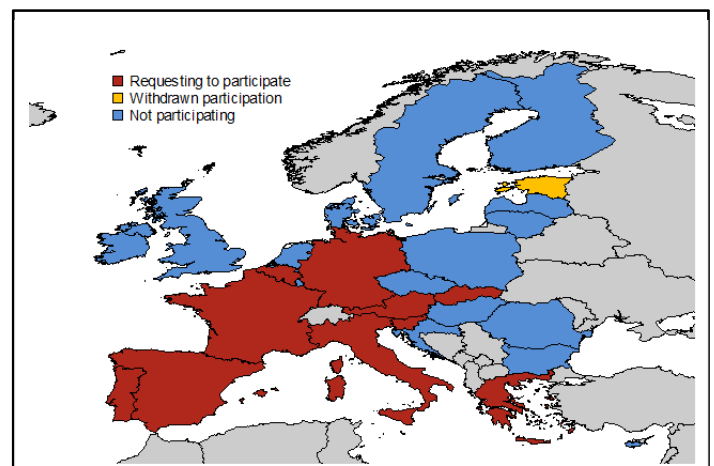 Requesting to participate
Withdrawn participation
Not participating